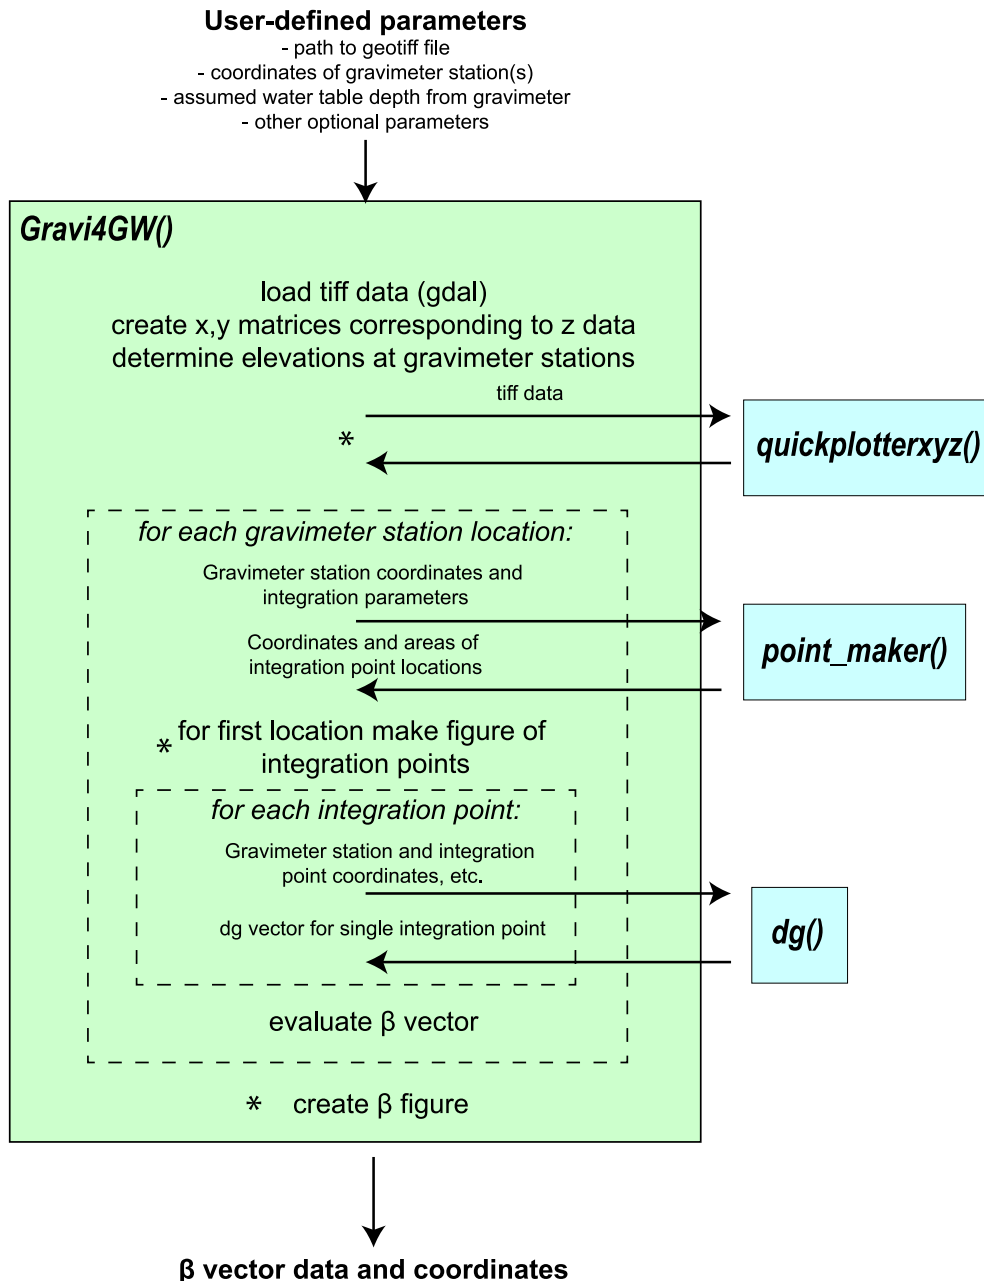 User-defined parameters
- path to geotiff file
- coordinates of gravimeter station(s)
- assumed water table depth from gravimeter
- other optional parameters
Gravi4GW()
load tiff data (gdal)
create x,y matrices corresponding to z data
determine elevations at gravimeter stations
tiff data
*
quickplotterxyz()
for each gravimeter station location:
Gravimeter station coordinates and
integration parameters
Coordinates and areas of
integration point locations
point_maker()
* for first location make figure of
integration points
for each integration point:
Gravimeter station and integration
point coordinates, etc.
dg vector for single integration point
dg()
evaluate β vector
* create β figure
β vector data and coordinates